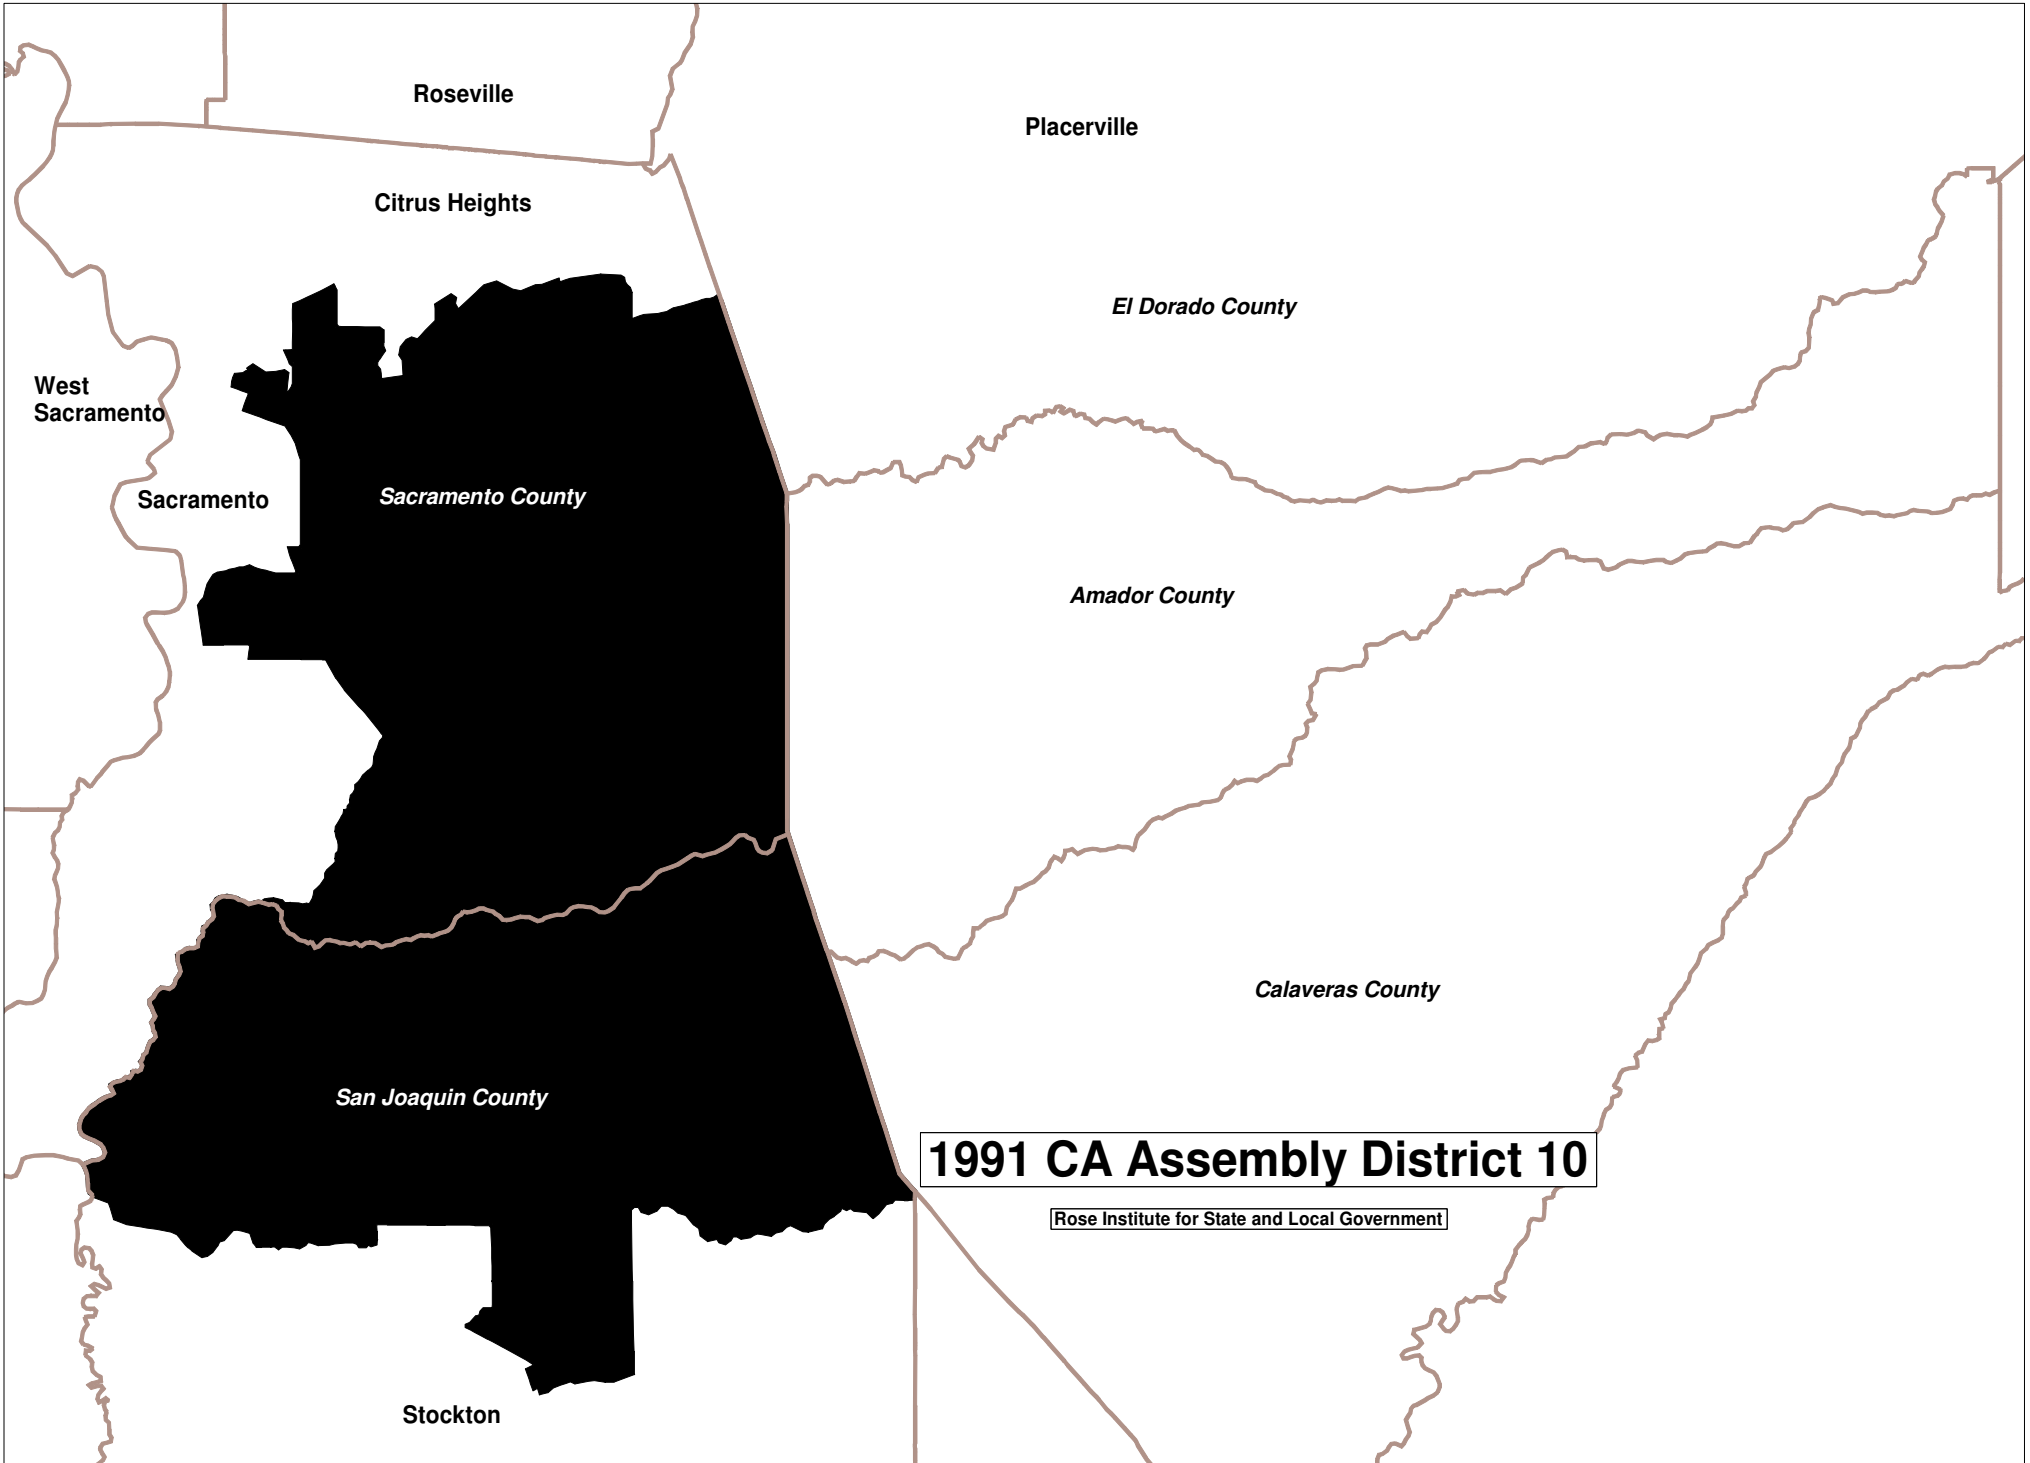 Roseville
Placerville
Citrus Heights
El Dorado County
West
Sacramento
Sacramento
Sacramento County
Amador County
Calaveras County
San Joaquin County
1991 CA Assembly District 10
Rose Institute for State and Local Government
Stockton